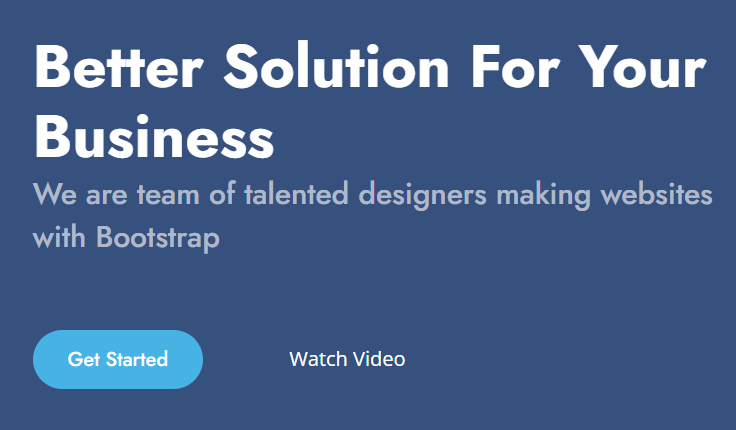 Better Solution For Your
Business
We are team of talented designers making websites
with Bootstrap
Get Started
Watch Video